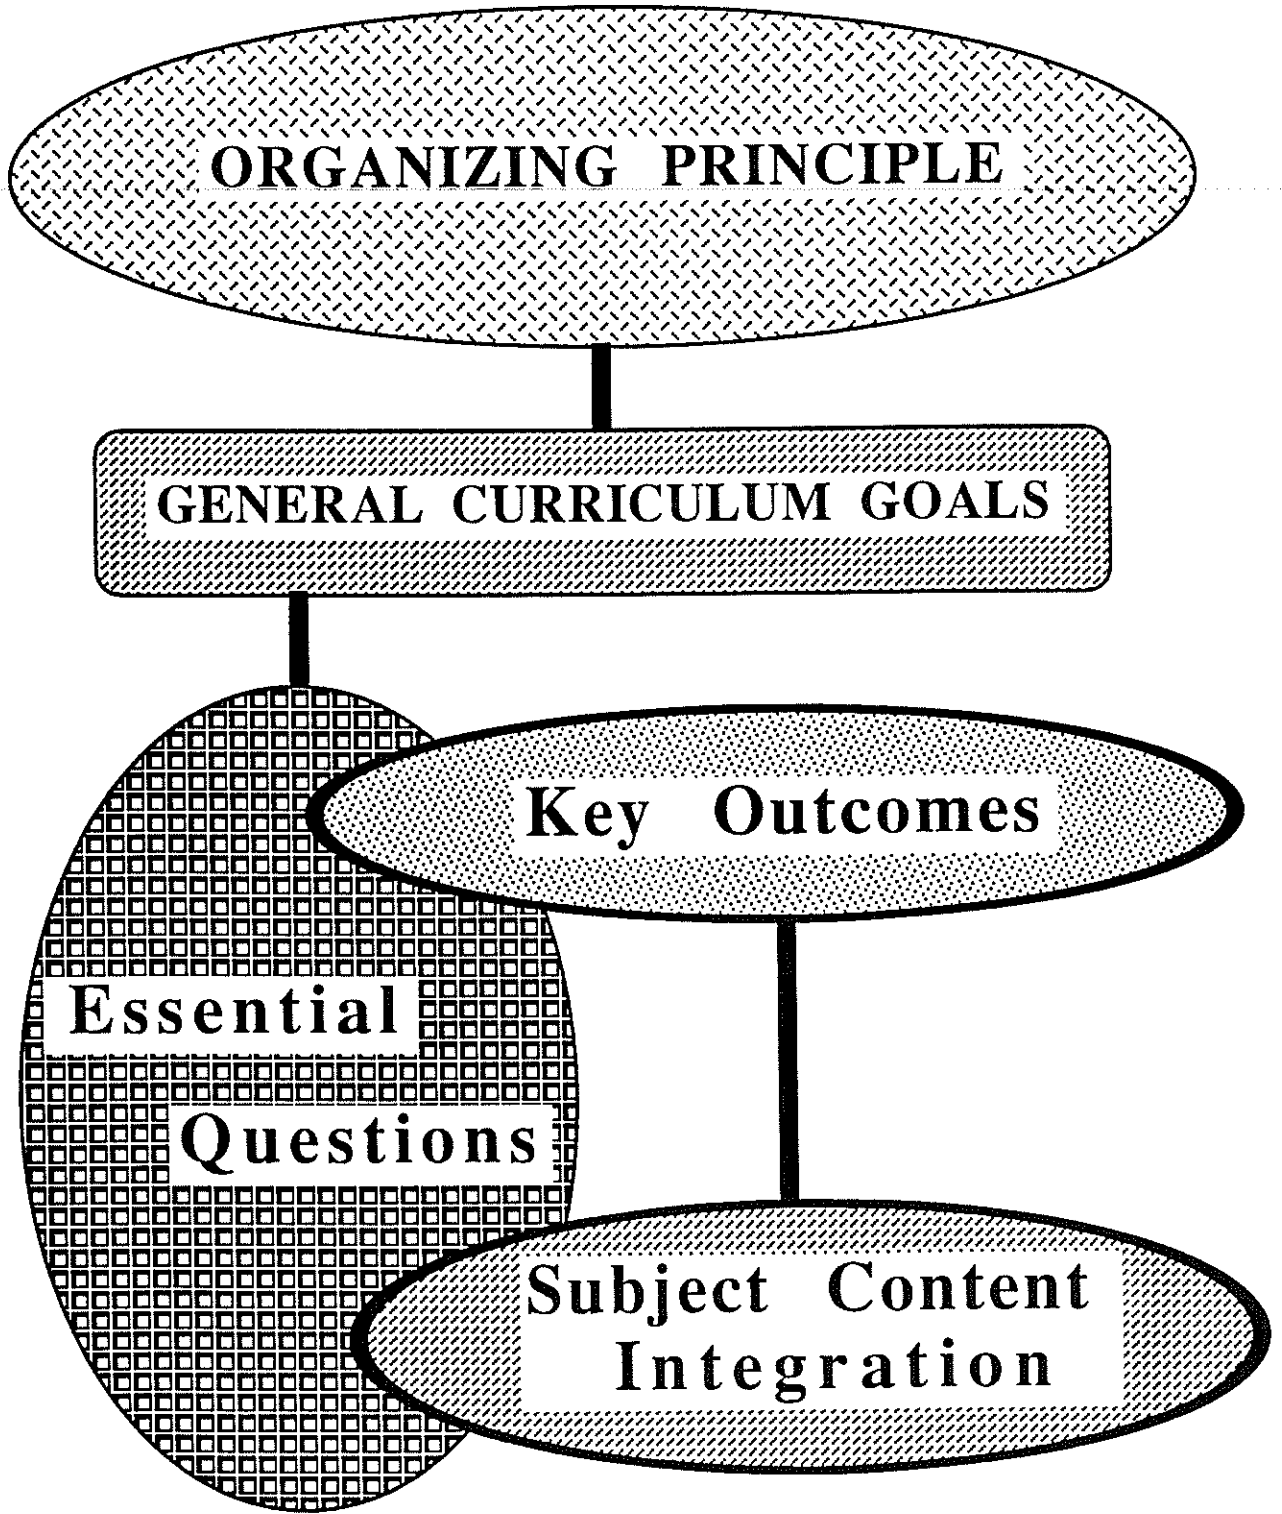 ORGANIZING PRINCIPLE
GENERAL CURRICULUM GOALS
Key Outcomes
Essential
Questions
Subject Content
Integration